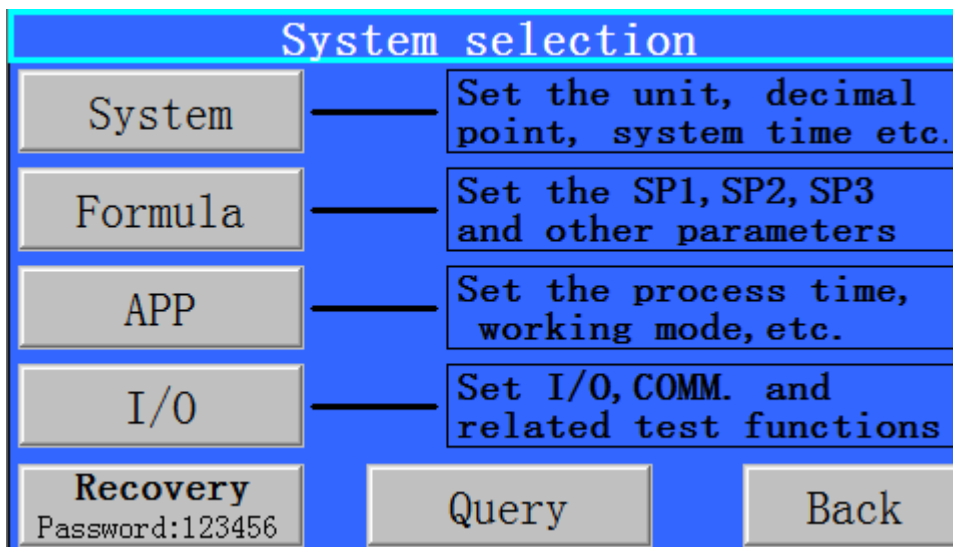 System selection
System
Set the unit, decimal
point, system time etc.
Formula
Set the SP1, SP2, SP3
and other parameters
APP
Set the process time,
working mode, etc.
I/O
Set I/O, COMM. and
related test functions
Recovery
Password:123456
Query
Back